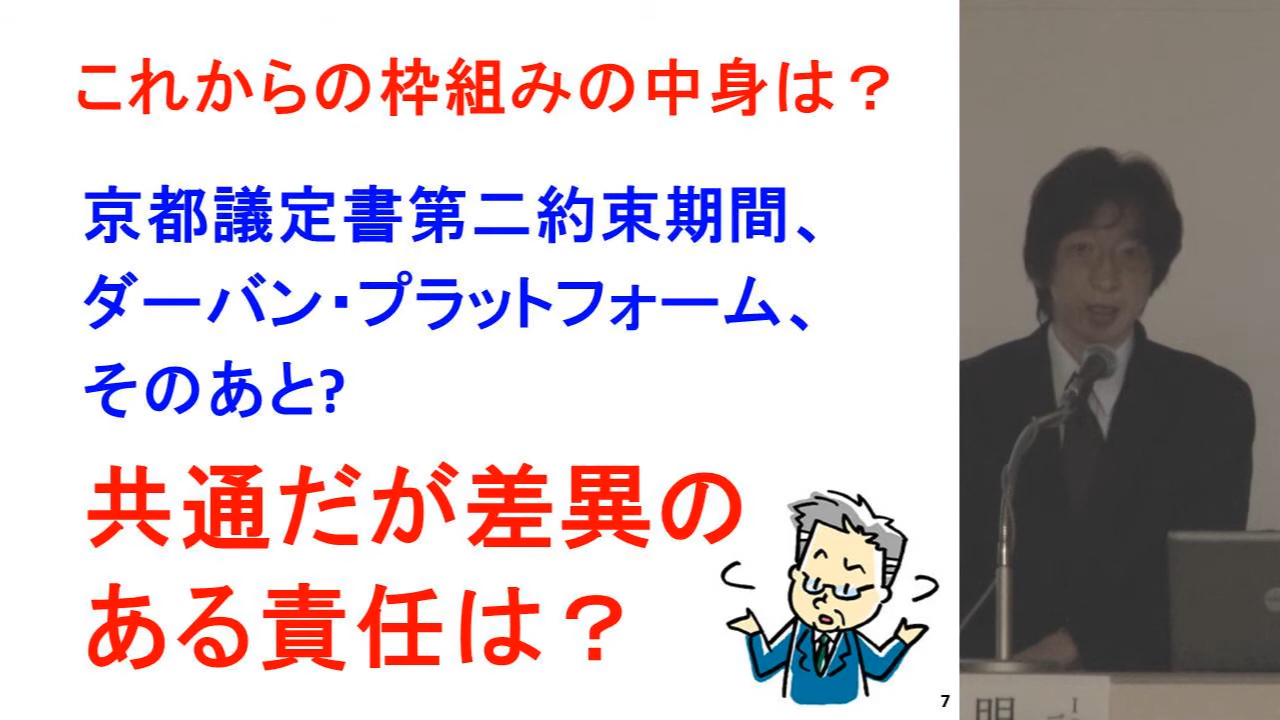 これからの枠組みの中身は？
京都議定書第二約束期間、
ダーバン・プラットフォーム、
そのあと?
共通だが差異の
ある責任は？
7